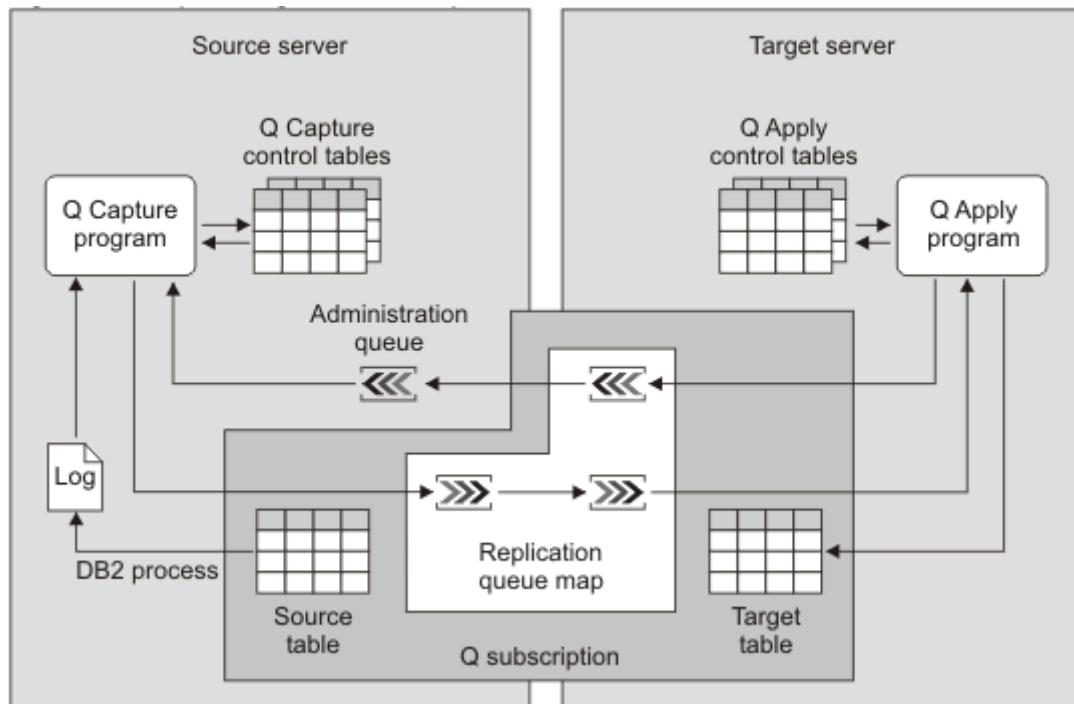 Source server
Target server
Q Capture
control tables
Q Apply
control tables
Q Capture
program
Q Apply
program
Administration
queue
Log
DB2 process
Source
table
Replication
queue map
Target
table
Q subscription